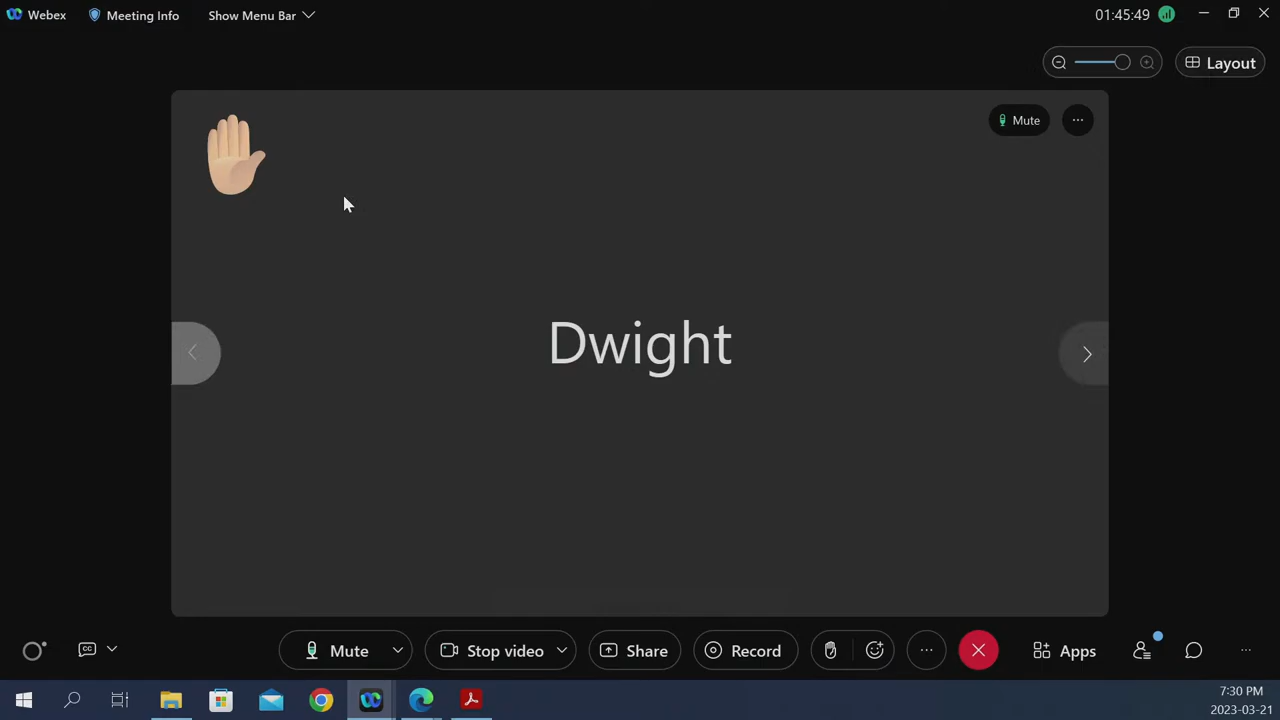 Webex
Meeting Info
Show Menu Bar
01:45:49
Layout
Mute
Dwight
CC
Mute
Stop video
Share
Record
Apps
7:30 PM
2023-03-21